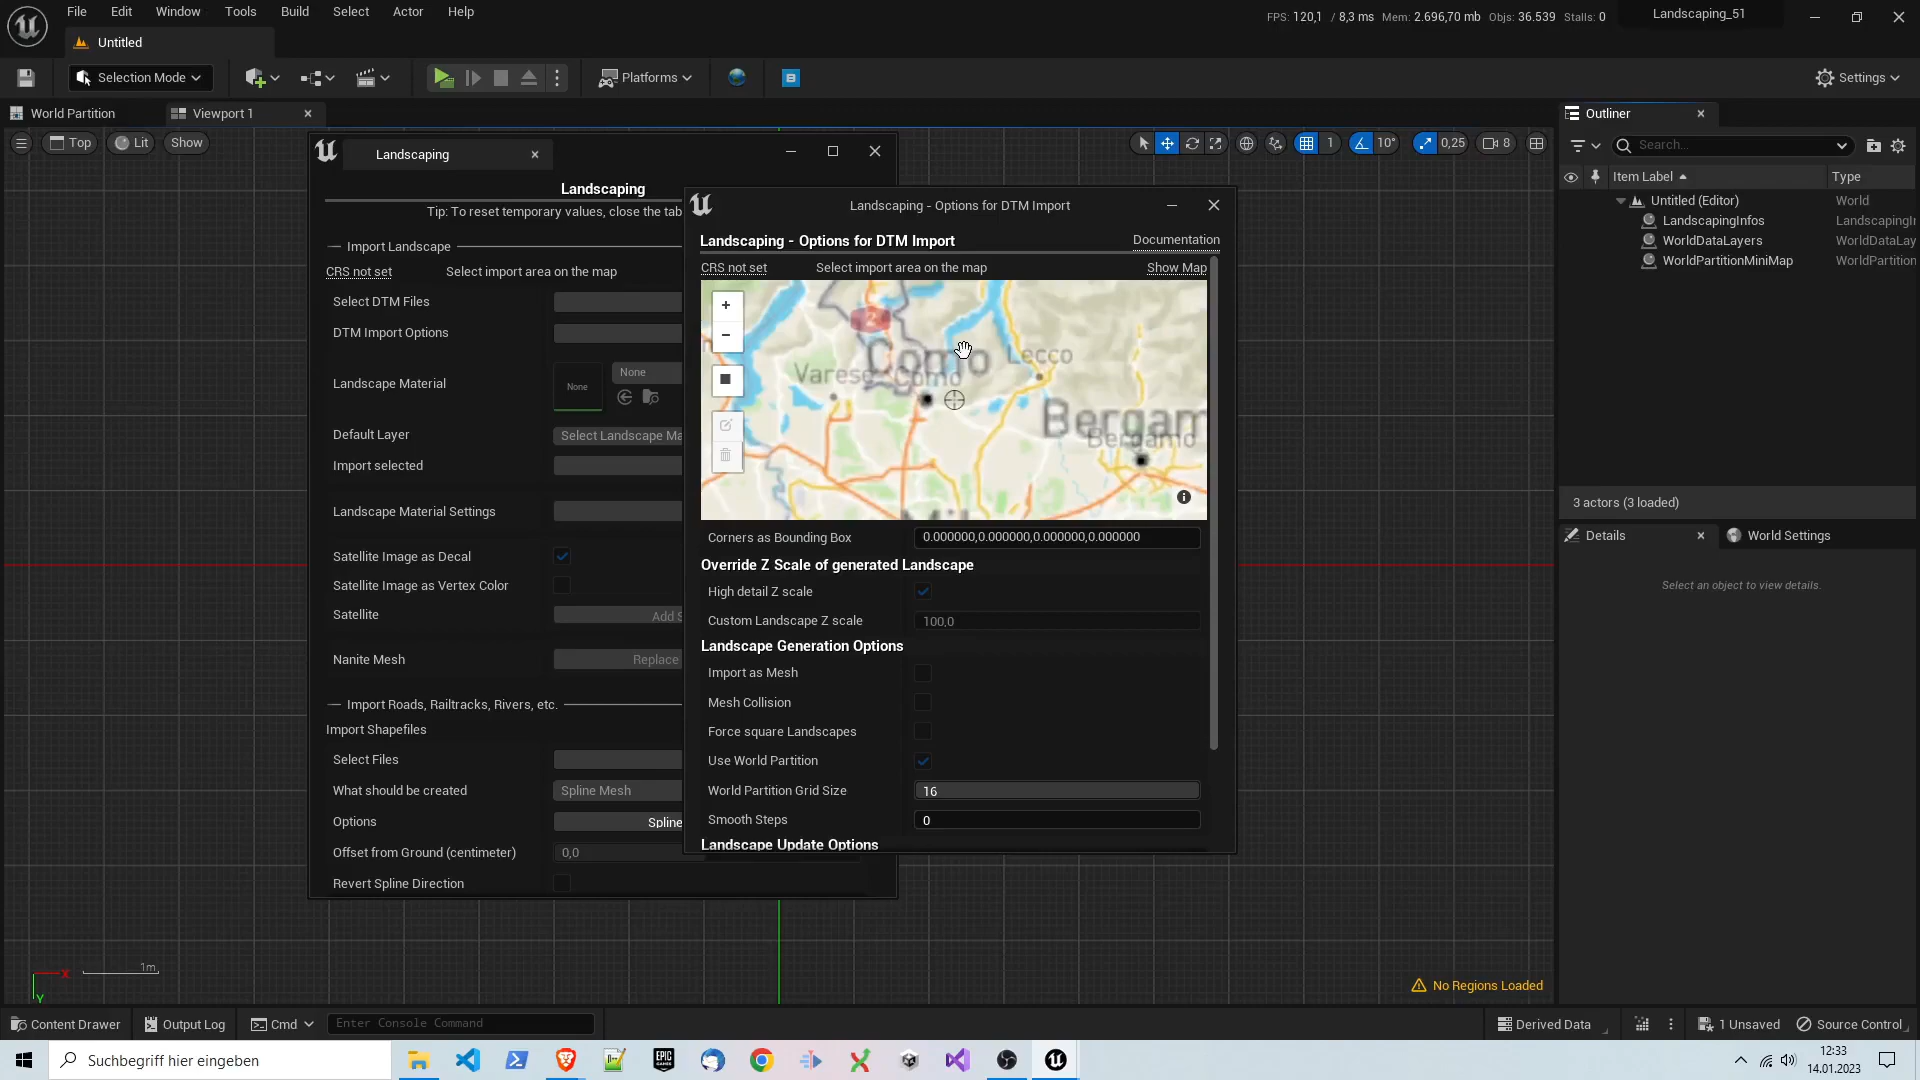 File Edit Window Tools Build Select Actor Help
FPS: 120,1 / 8,3 ms Mem: 2.696,70 mb Objs: 36.539 Stalls: 0
Landscaping_51
Untitled
Selection Mode
Platforms
Settings
World Partition
Viewport 1
Top
Lit
Show
1
10°
0,25
8
Landscaping
Landscaping
Tip: To reset temporary values, close the tab
Import Landscape
CRS not set
Select import area on the map
Select DTM Files
DTM Import Options
Landscape Material
None
None
Default Layer
Select Landscape Ma
Import selected
Landscape Material Settings
Satellite Image as Decal
Satellite Image as Vertex Color
Satellite
Add S
Nanite Mesh
Replace
Import Roads, Railtracks, Rivers, etc.
Import Shapefiles
Select Files
What should be created
Spline Mesh
Options
Spline
Offset from Ground (centimeter)
0,0
Revert Spline Direction
Landscaping - Options for DTM Import
Landscaping - Options for DTM Import
Documentation
CRS not set
Select import area on the map
Show Map
+
−
2
Como
Lecco
Varese
Como
Bergam
Bergamo
Corners as Bounding Box
0.000000,0.000000,0.000000,0.000000
Override Z Scale of generated Landscape
High detail Z scale
Custom Landscape Z scale
100,0
Landscape Generation Options
Import as Mesh
Mesh Collision
Force square Landscapes
Use World Partition
World Partition Grid Size
16
Smooth Steps
0
Landscape Update Options
Outliner
Search...
Item Label
Type
Untitled (Editor)
World
LandscapingInfos
LandscapingIr
WorldDataLayers
WorldDataLay
WorldPartitionMiniMap
WorldPartition
3 actors (3 loaded)
Details
World Settings
Select an object to view details.
X
Y
1m
No Regions Loaded
Content Drawer
Output Log
Cmd
Enter Console Command
Derived Data
1 Unsaved
Source Control
Suchbegriff hier eingeben
EPIC GAMES
12:33
14.01.2023